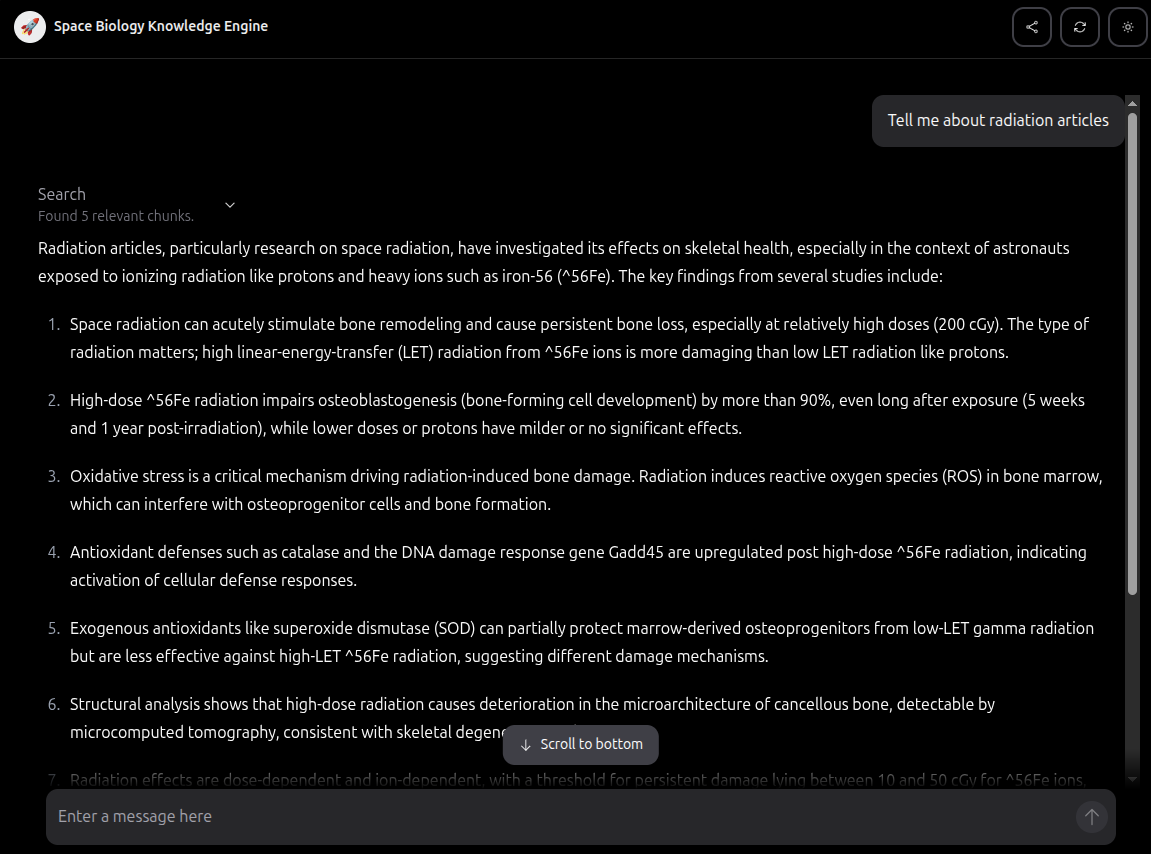 Space Biology Knowledge Engine
Tell me about radiation articles
Search
Found 5 relevant chunks.
Radiation articles, particularly research on space radiation, have investigated its effects on skeletal health, especially in the context of astronauts
exposed to ionizing radiation like protons and heavy ions such as iron-56 (^56Fe). The key findings from several studies include:
1. Space radiation can acutely stimulate bone remodeling and cause persistent bone loss, especially at relatively high doses (200 cGy). The type of
radiation matters; high linear-energy-transfer (LET) radiation from ^56Fe ions is more damaging than low LET radiation like protons.
2. High-dose ^56Fe radiation impairs osteoblastogenesis (bone-forming cell development) by more than 90%, even long after exposure (5 weeks
and 1 year post-irradiation), while lower doses or protons have milder or no significant effects.
3. Oxidative stress is a critical mechanism driving radiation-induced bone damage. Radiation induces reactive oxygen species (ROS) in bone marrow,
which can interfere with osteoprogenitor cells and bone formation.
4. Antioxidant defenses such as catalase and the DNA damage response gene Gadd45 are upregulated post high-dose ^56Fe radiation, indicating
activation of cellular defense responses.
5. Exogenous antioxidants like superoxide dismutase (SOD) can partially protect marrow-derived osteoprogenitors from low-LET gamma radiation
but are less effective against high-LET ^56Fe radiation, suggesting different damage mechanisms.
6. Structural analysis shows that high-dose radiation causes deterioration in the microarchitecture of cancellous bone, detectable by
microcomputed tomography, consistent with skeletal
Scroll to bottom
7. Radiation effects are dose-dependent and ion-dependent, with a threshold for persistent damage lying between 10 and 50 cGy for ^56Fe ions.
Enter a message here